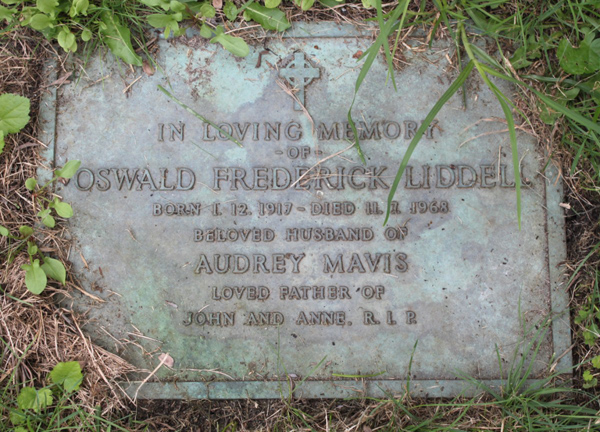 IN LOVING MEMORY
- OF -
OSWALD FREDERICK LIDDELL
BORN 1. 12. 1917 - DIED 11. 7. 1968
BELOVED HUSBAND OF
AUDREY MAVIS
LOVED FATHER OF
JOHN AND ANNE. R. I. P.